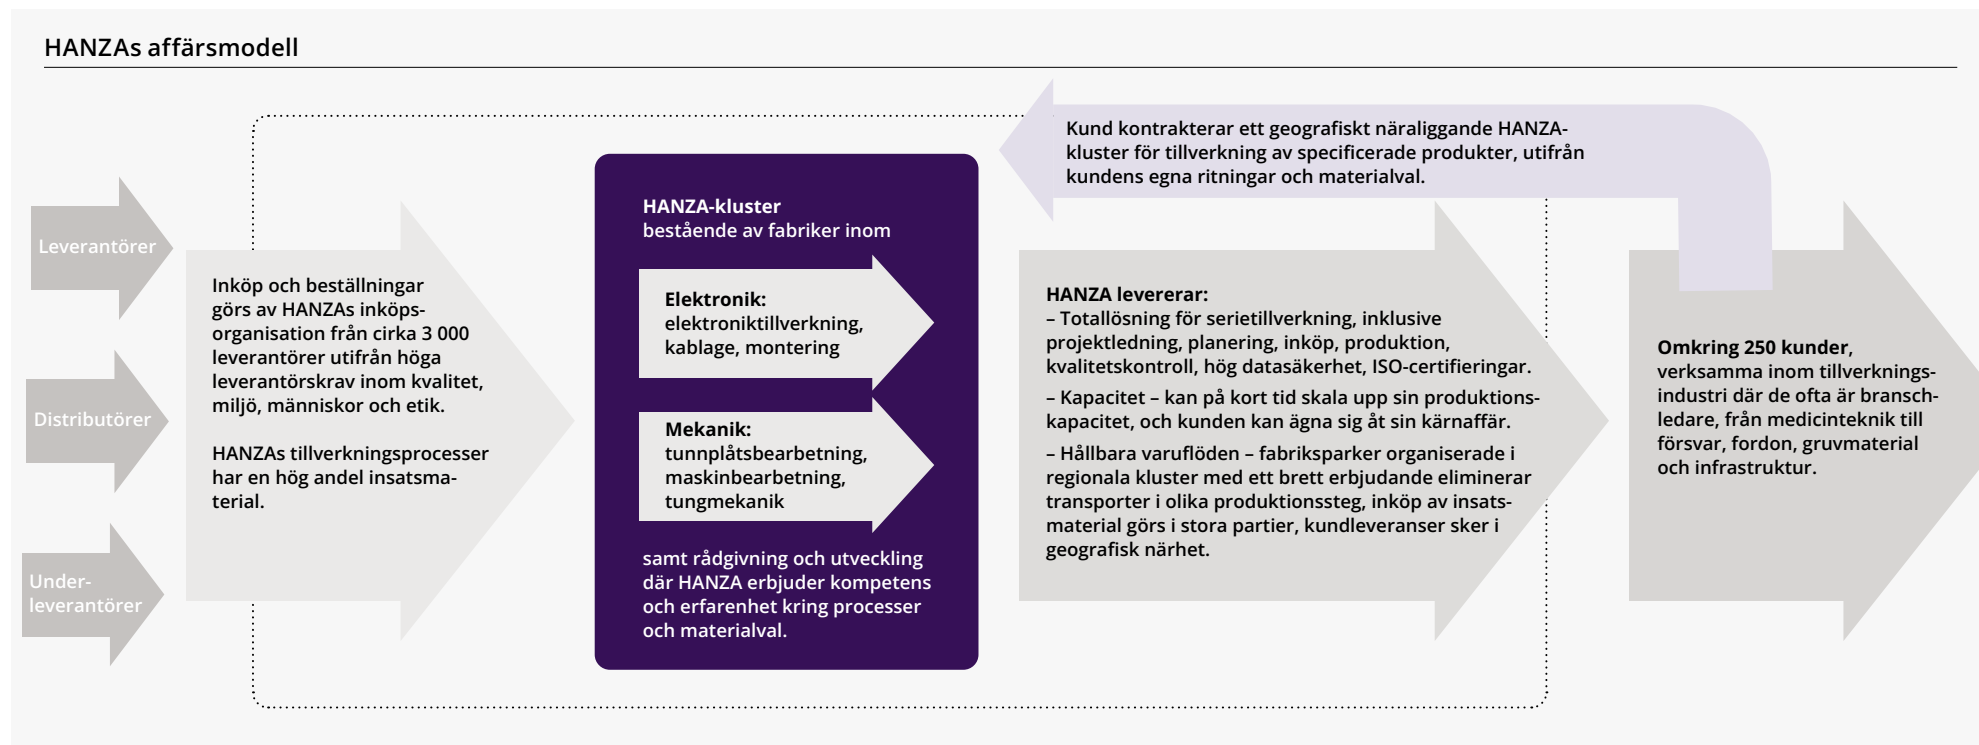 HANZAs affärsmodell
Leverantörer
Distributörer
Under-
leverantörer
Inköp och beställningar
görs av HANZAs inköps-
organisation från cirka 3 000
leverantörer utifrån höga
leverantörskrav inom kvalitet,
miljö, människor och etik.
HANZAs tillverkningsprocesser
har en hög andel insatsma-
terial.
HANZA-kluster
bestående av fabriker inom
Elektronik:
elektroniktillverkning,
kablage, montering
Mekanik:
tunnplåtsbearbetning,
maskinbearbetning,
tungmekanik
samt rådgivning och utveckling
där HANZA erbjuder kompetens
och erfarenhet kring processer
och materialval.
Kund kontrakterar ett geografiskt näraliggande HANZA-
kluster för tillverkning av specificerade produkter, utifrån
kundens egna ritningar och materialval.
HANZA levererar:
– Totallösning för serietillverkning, inklusive
projektledning, planering, inköp, produktion,
kvalitetskontroll, hög datasäkerhet, ISO-certifieringar.
– Kapacitet – kan på kort tid skala upp sin produktions-
kapacitet, och kunden kan ägna sig åt sin kärnaffär.
– Hållbara varuflöden – fabriksparker organiserade i
regionala kluster med ett brett erbjudande eliminerar
transporter i olika produktionssteg, inköp av insats-
material görs i stora partier, kundleveranser sker i
geografisk närhet.
Omkring 250 kunder,
verksamma inom tillverknings-
industri där de ofta är bransch-
ledare, från medicinteknik till
försvar, fordon, gruvmaterial
och infrastruktur.